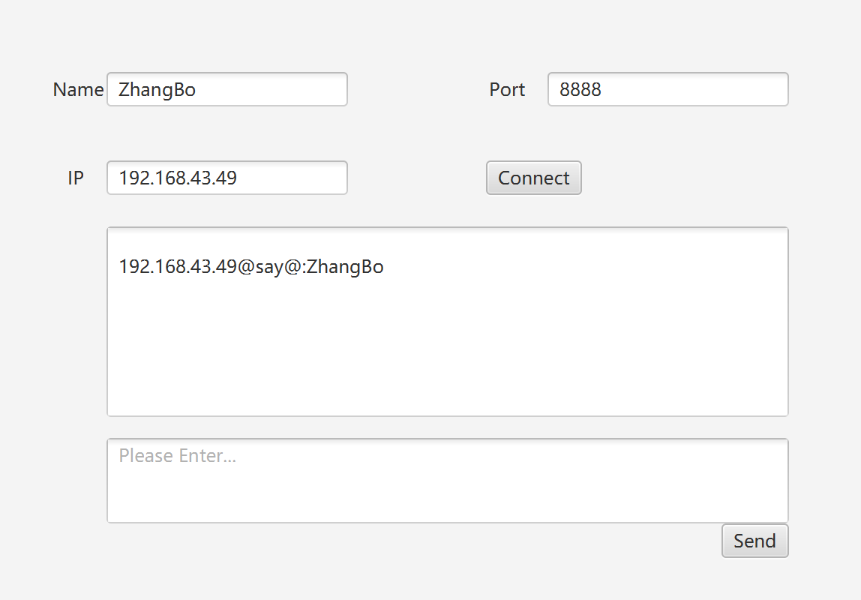 Name ZhangBo Port 8888
IP 192.168.43.49 Connect
192.168.43.49@say@:ZhangBo
Please Enter...
Send